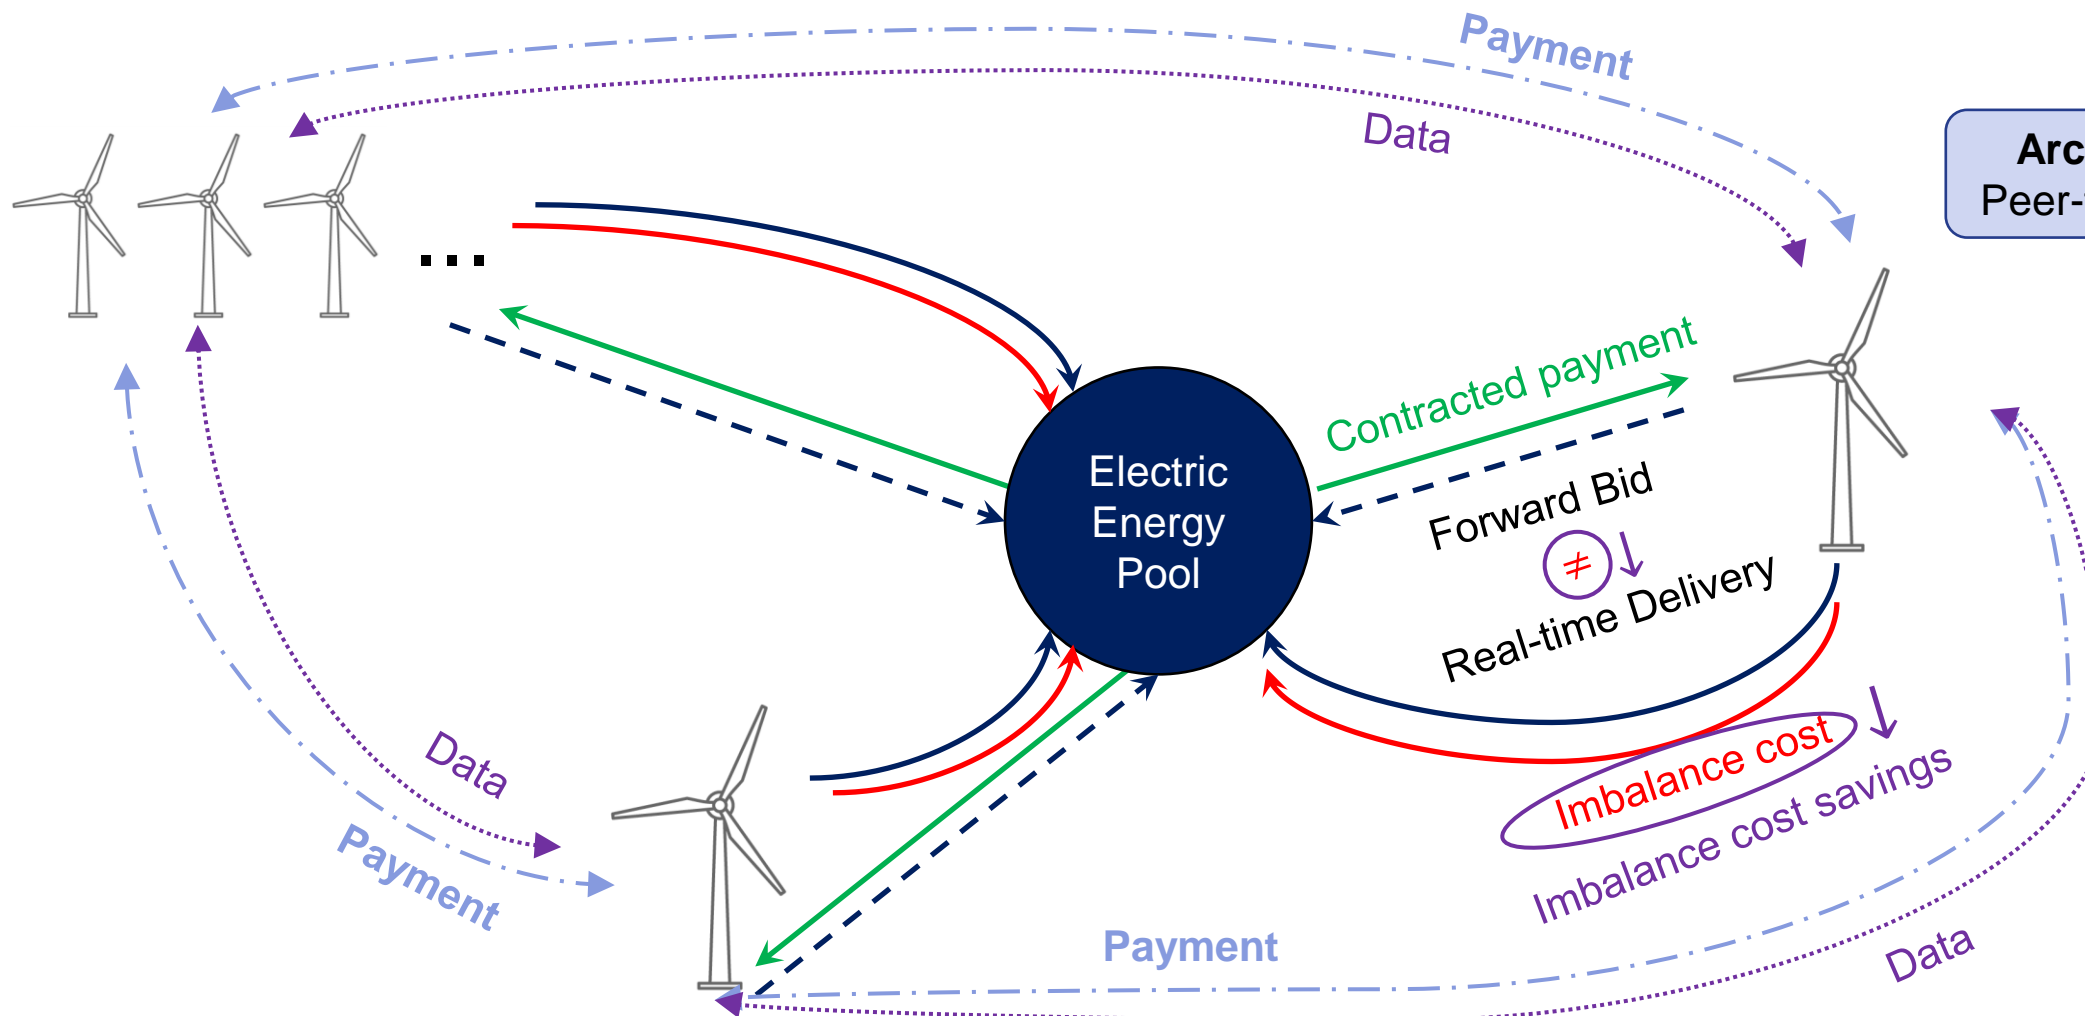 Payment
Data
Arc
Peer-
Contracted payment
Electric
Energy
Pool
Forward Bid
≠
Real-time Delivery
Imbalance cost
Imbalance cost savings
Data
Payment
Payment
Data